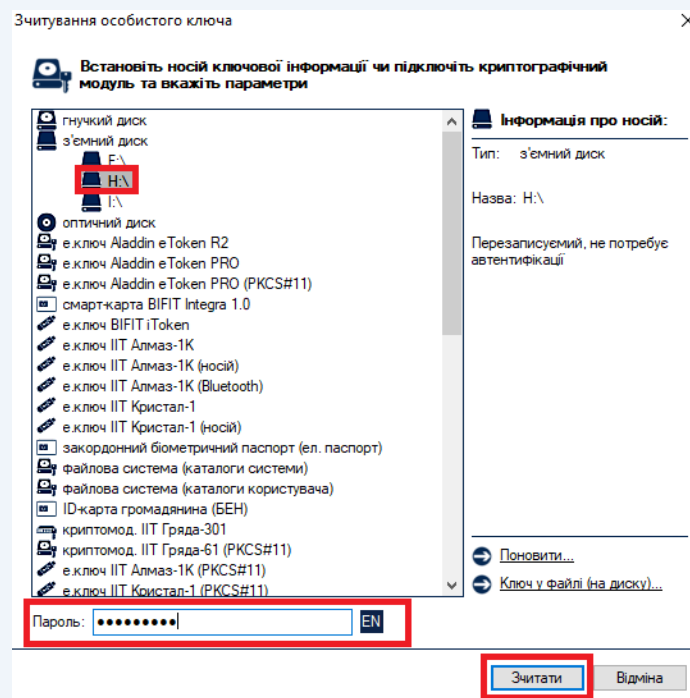 Зчитування особистого ключа
Встановіть носій ключової інформації чи підключіть криптографічний
модуль та вкажіть параметри
гнучкий диск
з'ємний диск
F:\
H:\
I:\
оптичний диск
е.ключ Aladdin eToken R2
е.ключ Aladdin eToken PRO
е.ключ Aladdin eToken PRO (PKCS#11)
смарт-карта BIFIT Integra 1.0
е.ключ BIFIT iToken
е.ключ ІІТ Алмаз-1К
е.ключ ІІТ Алмаз-1К (носій)
е.ключ ІІТ Алмаз-1К (Bluetooth)
е.ключ ІІТ Кристал-1
е.ключ ІІТ Кристал-1 (носій)
закордонний біометричний паспорт (ел. паспорт)
файлова система (каталоги системи)
файлова система (каталоги користувача)
ID-карта громадянина (БЕН)
криптомод. ІІТ Гряда-301
криптомод. ІІТ Гряда-61 (PKCS#11)
е.ключ ІІТ Алмаз-1К (PKCS#11)
е.ключ ІІТ Кристал-1 (PKCS#11)
Інформація про носій:
Тип: з'ємний диск
Назва: H:\
Перезаписуємий, не потребує
автентифікації
Поновити...
Ключ у файлі (на диску)...
Пароль: •••••••••
EN
Зчитати
Відміна